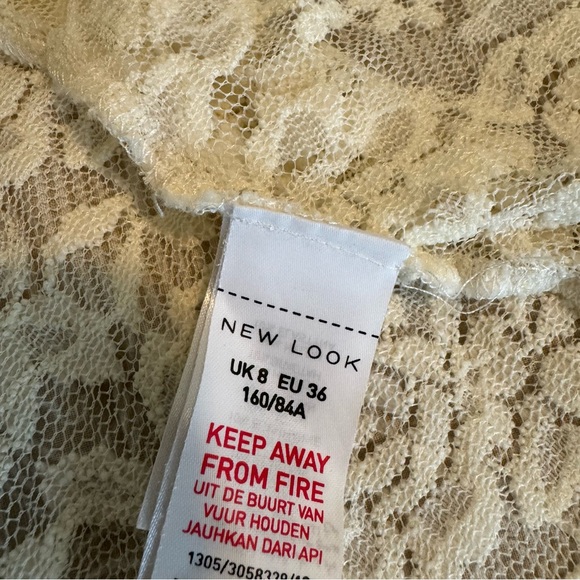 NEW LOOK
UK 8 EU 36
160/84A
KEEP AWAY
FROM FIRE
UIT DE BUURT VAN
VUUR HOUDEN
JAUHKAN DARI API